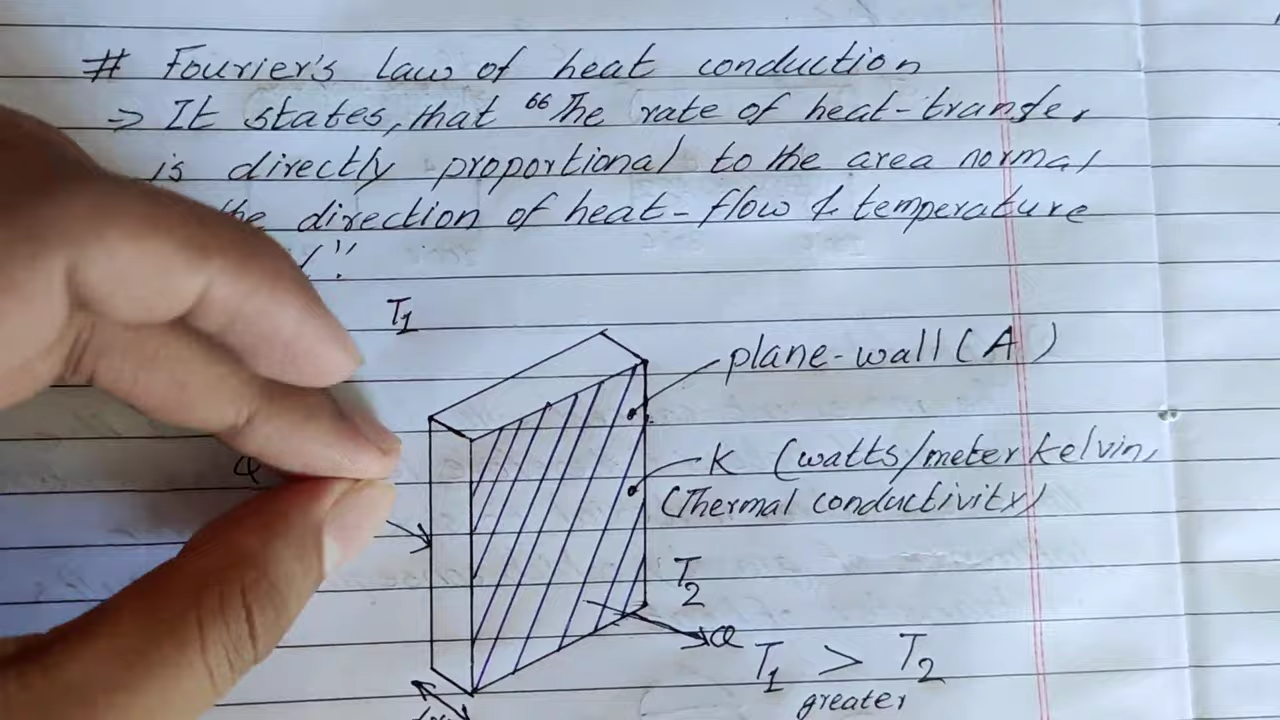 # Fourier's law of heat conduction
⇒ It states, that "The rate of heat-transfer
is directly proportional to the area normal
the direction of heat-flow & temperature
T1
plane-wall (A)
K (watts/meter kelvin)
(Thermal conductivity)
Q
T2
Q
T1 > T2
greater